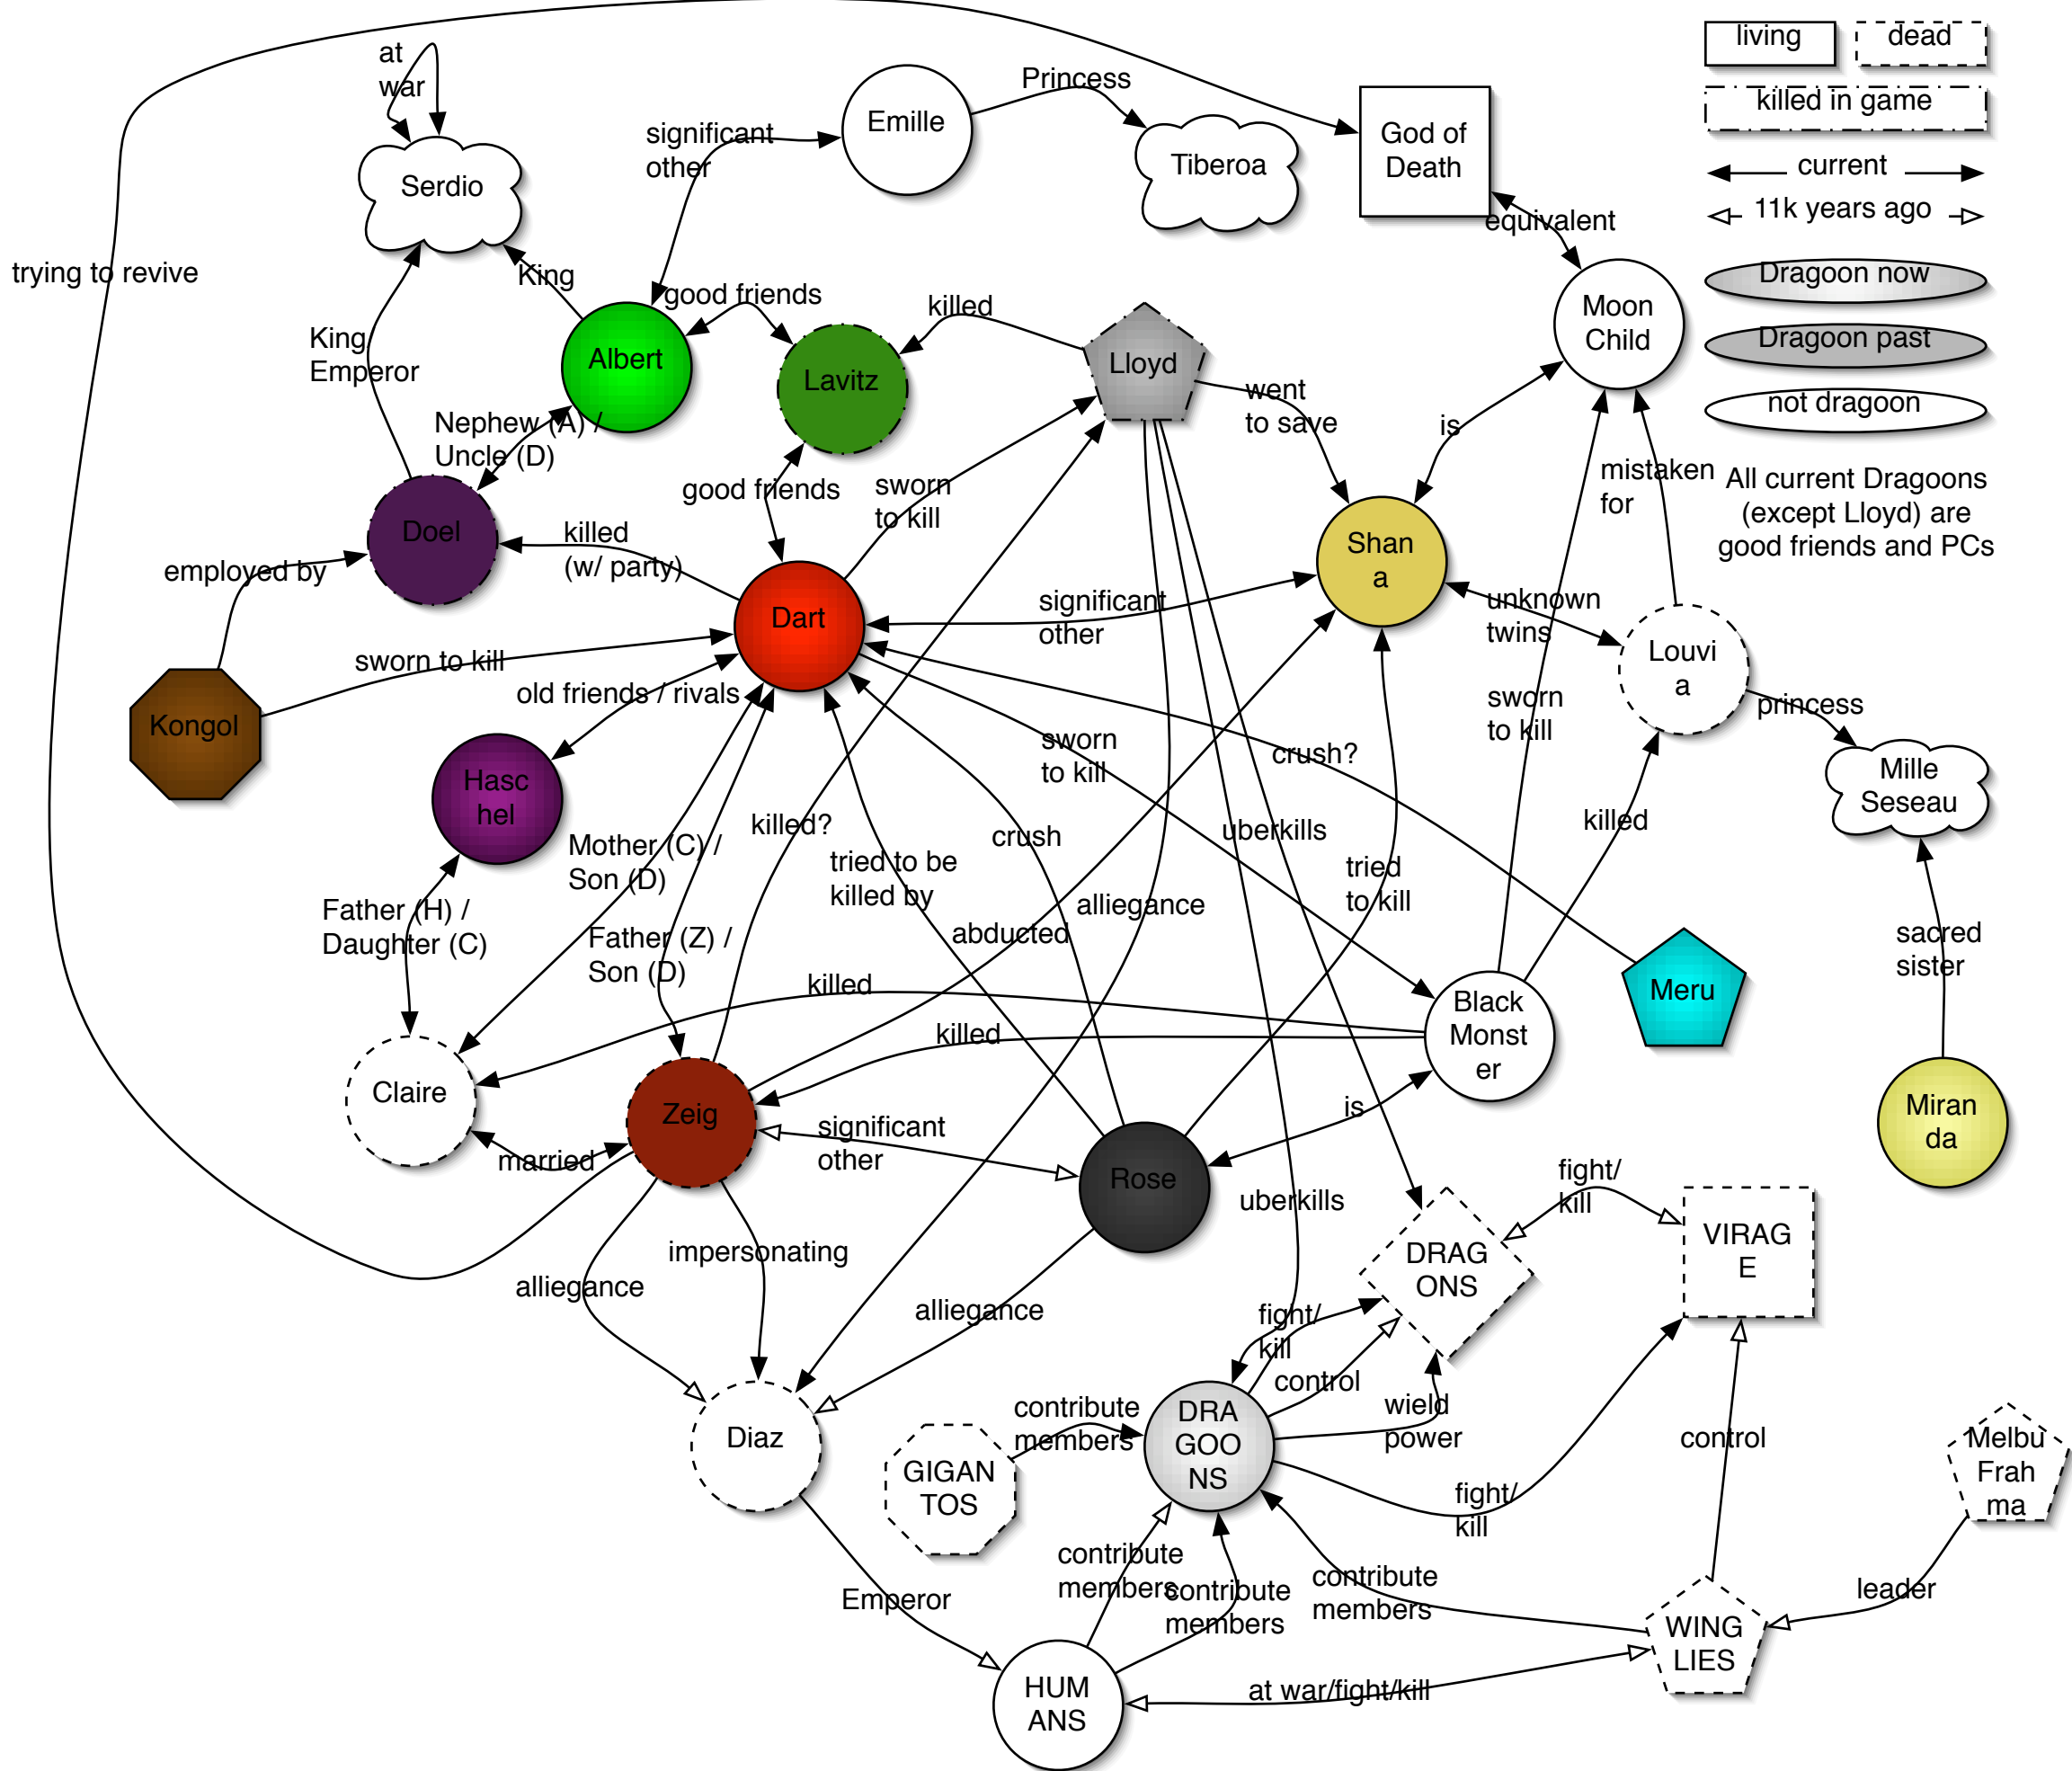 living
dead
killed in game
current
11k years ago
Dragoon now
Dragoon past
not dragoon
All current Dragoons
(except Lloyd) are
good friends and PCs
at
war
Serdio
significant
other
Emille
Princess
Tiberoa
God of
Death
equivalent
Moon
Child
trying to revive
King
King,
Emperor
Albert
good friends
Lavitz
killed
Lloyd
went
to save
is
mistaken
for
Nephew (A) /
Uncle (D)
Doel
employed by
killed
(w/ party)
good friends
sworn
to kill
Shan
a
Dart
significant
other
unknown
twins
Louvi
a
princess
Mille
Seseau
sworn to kill
Kongol
old friends / rivals
Hasc
hel
sworn
to kill
crush?
sworn
to kill
killed
Mother (C) /
Son (D)
killed?
tried to be
killed by
crush
uberkills
tried
to kill
alliegance
abducted
Father (H) /
Daughter (C)
Father (Z) /
Son (D)
killed
killed
Black
Monst
er
Meru
sacred
sister
Miran
da
Claire
married
Zeig
significant
other
Rose
is
uberkills
fight/
kill
VIRAG
E
DRAG
ONS
alliegance
impersonating
alliegance
fight/
kill
control
wield
power
Diaz
GIGAN
TOS
contribute
members
DRA
GOO
NS
fight/
kill
control
Melbu
Frah
ma
leader
Emperor
contribute
members
contribute
members
contribute
members
WING
LIES
HUM
ANS
at war/fight/kill